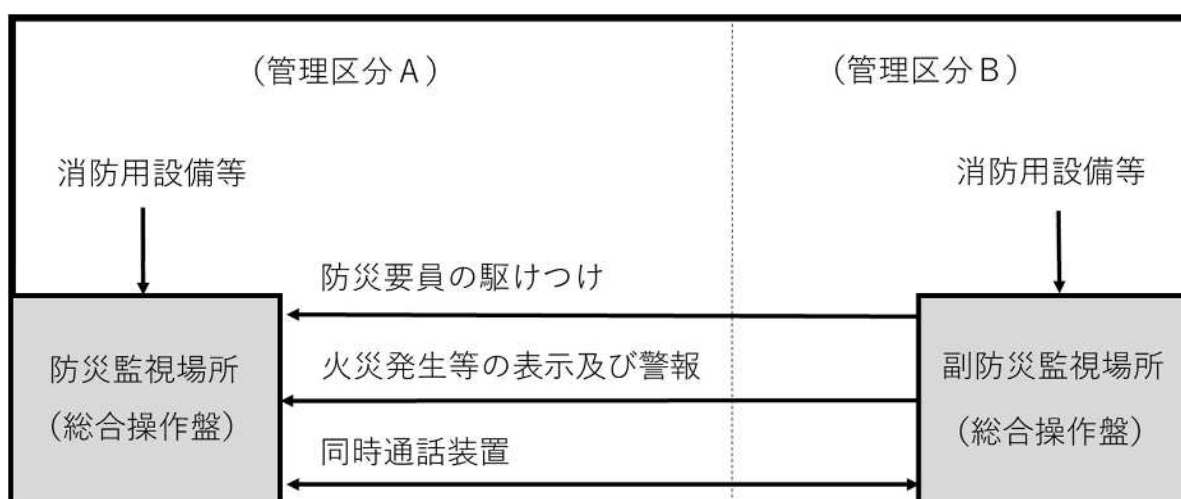 （管理区分Ａ）
（管理区分Ｂ）
消防用設備等
消防用設備等
防災要員の駆けつけ
火災発生等の表示及び警報
同時通話装置
防災監視場所
（総合操作盤）
副防災監視場所
（総合操作盤）